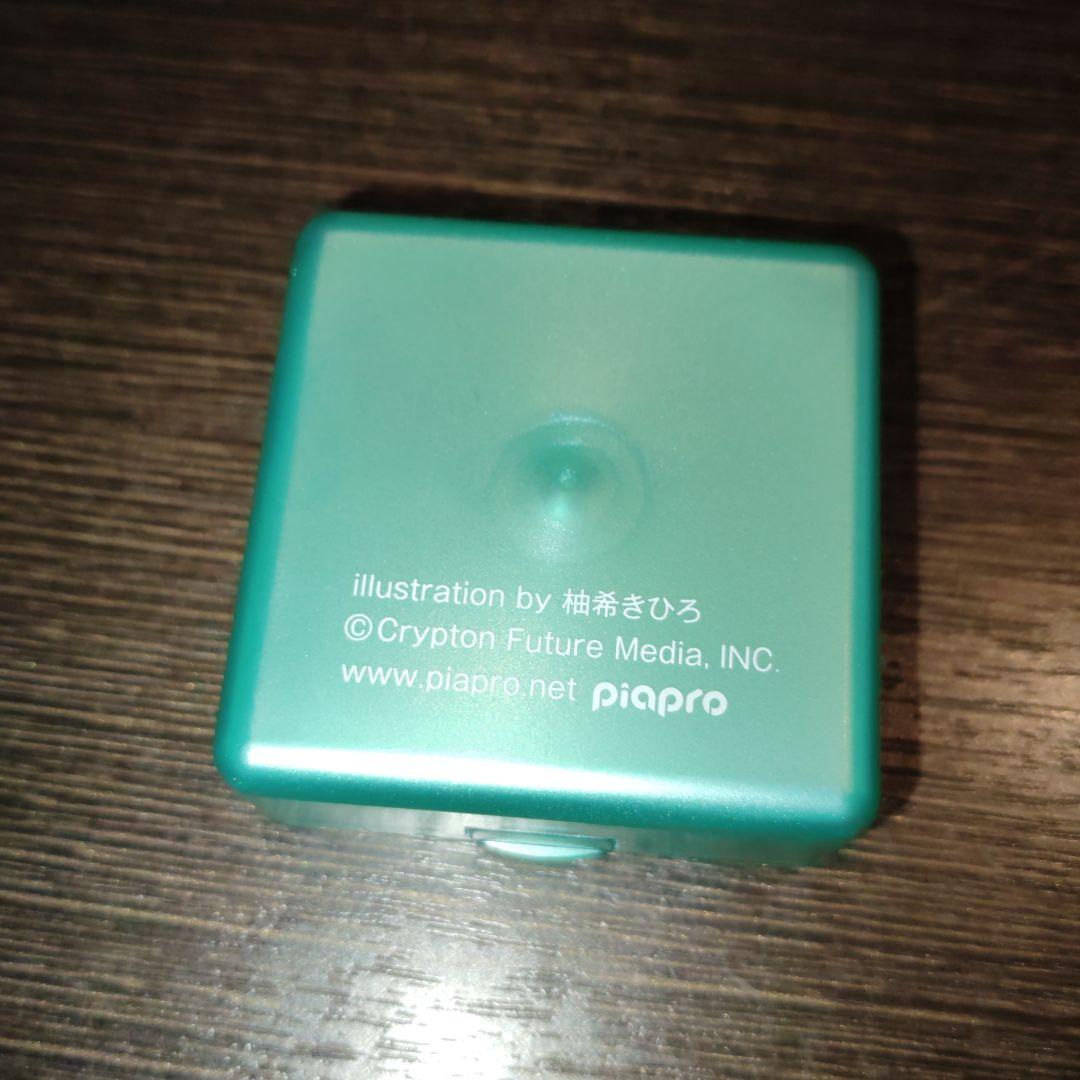 illustration by 柚希きひろ
©Crypton Future Media, INC.
www.piapro.net piapro